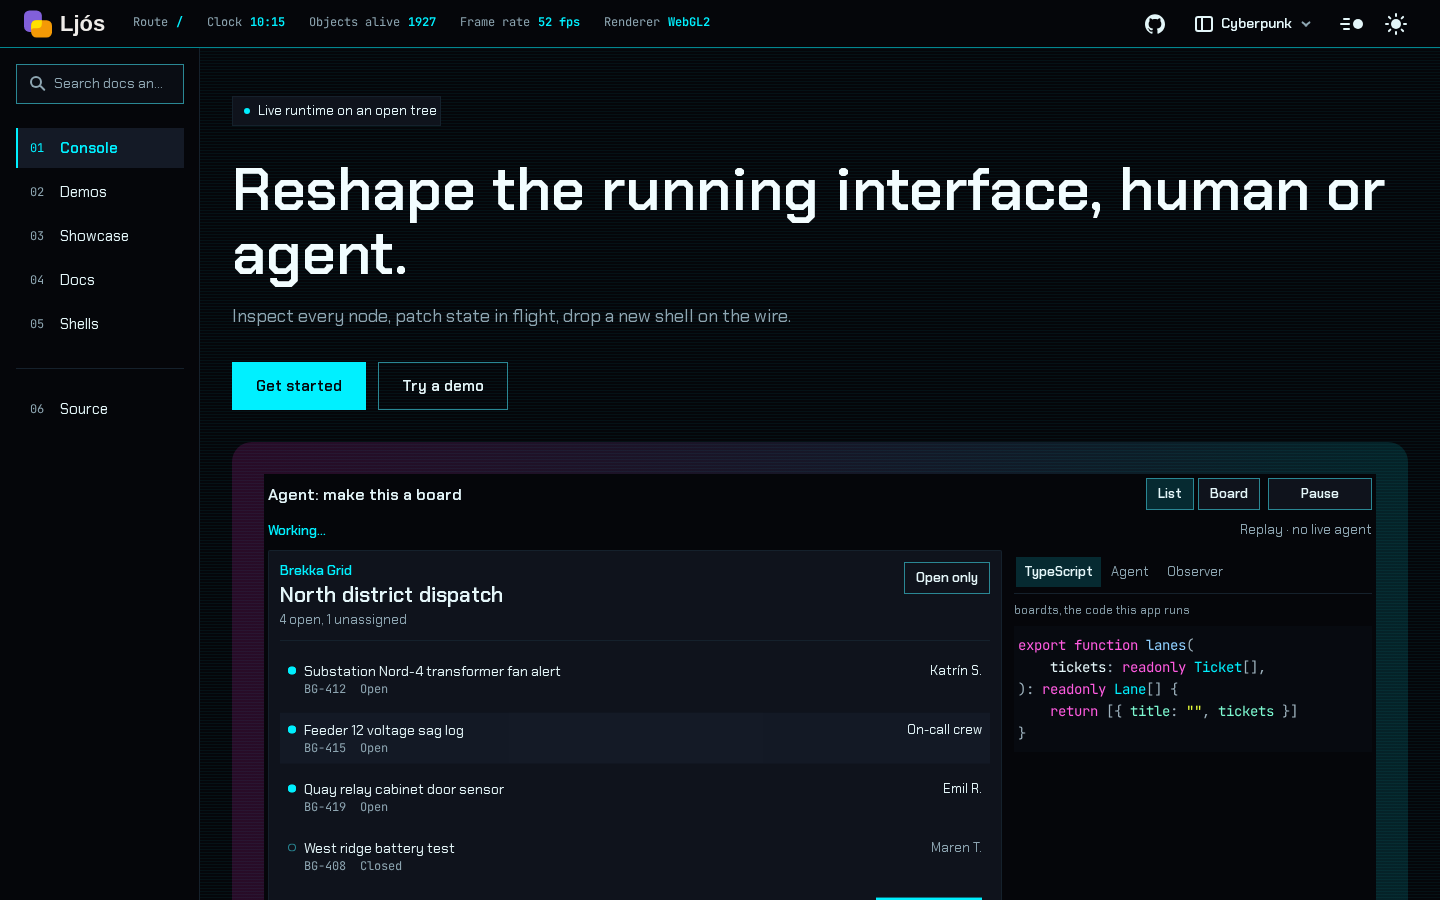 Ljós
Route / Clock 10:15 Objects alive 1927 Frame rate 52 fps Renderer WebGL2
Cyberpunk
Search docs an...
01 Console
02 Demos
03 Showcase
04 Docs
05 Shells
06 Source
Live runtime on an open tree
Reshape the running interface, human or
agent.
Inspect every node, patch state in flight, drop a new shell on the wire.
Get started Try a demo
Agent: make this a board
List Board Pause
Working...
Replay · no live agent
Brekka Grid
North district dispatch
4 open, 1 unassigned
Open only
Substation Nord-4 transformer fan alert Katrín S.
BG-412 Open
Feeder 12 voltage sag log On-call crew
BG-415 Open
Quay relay cabinet door sensor Emil R.
BG-419 Open
West ridge battery test Maren T.
BG-408 Closed
TypeScript Agent Observer
board.ts, the code this app runs
export function lanes(
    tickets: readonly Ticket[],
): readonly Lane[] {
    return [{ title: "", tickets }]
}